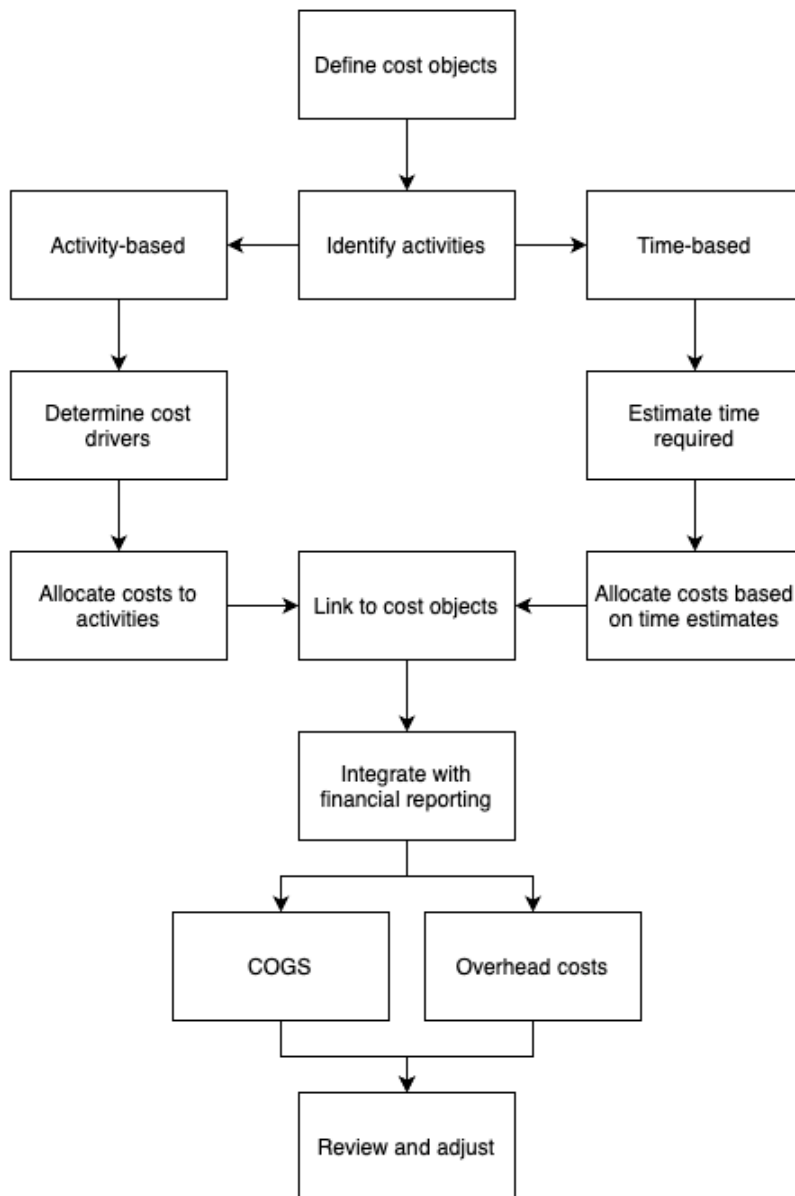 Define cost objects
Activity-based
Identify activities
Time-based
Determine cost
drivers
Estimate time
required
Allocate costs to
activities
Link to cost objects
Allocate costs based
on time estimates
Integrate with
financial reporting
COGS
Overhead costs
Review and adjust